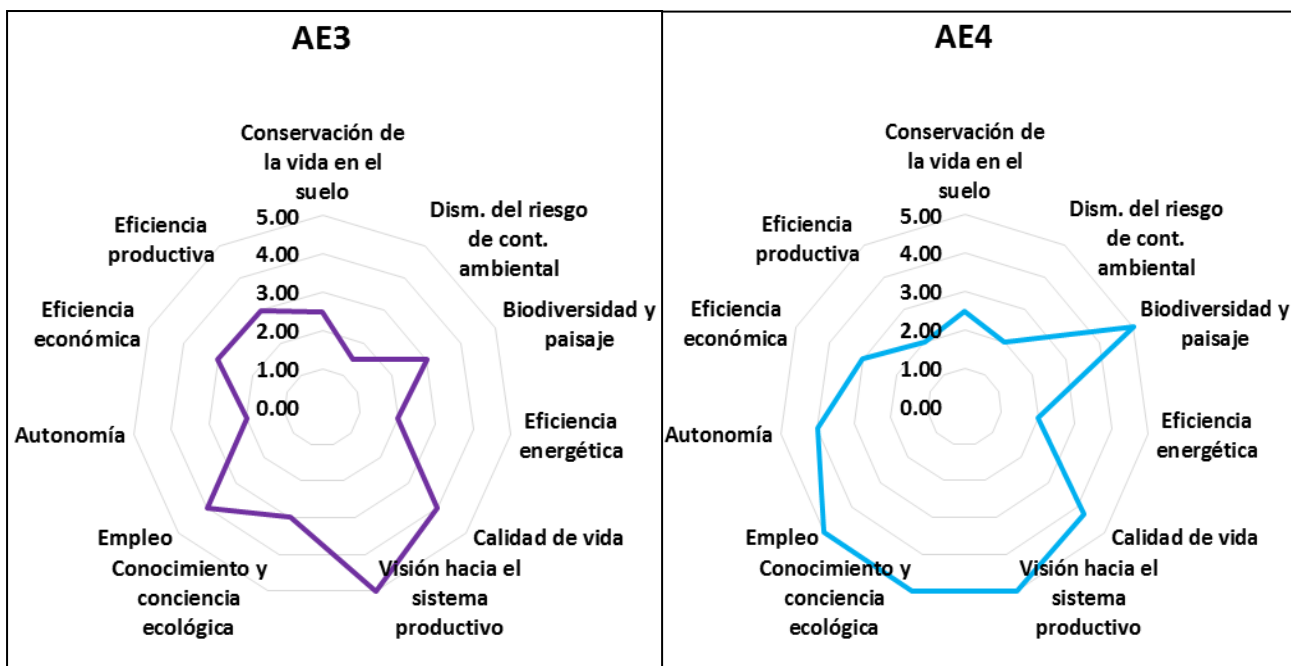 AE3
Conservación de
la vida en el
suelo
Dism. del riesgo
de cont.
ambiental
Biodiversidad y
paisaje
Eficiencia
energética
Calidad de vida
Visión hacia el
sistema
productivo
Conocimiento y
conciencia
ecológica
Empleo
Autonomía
Eficiencia
económica
Eficiencia
productiva
5.00
4.00
3.00
2.00
1.00
0.00
AE4
Conservación de
la vida en el
suelo
Dism. del riesgo
de cont.
ambiental
Biodiversidad y
paisaje
Eficiencia
energética
Calidad de vida
Visión hacia el
sistema
productivo
Conocimiento y
conciencia
ecológica
Empleo
Autonomía
Eficiencia
económica
Eficiencia
productiva
5.00
4.00
3.00
2.00
1.00
0.00